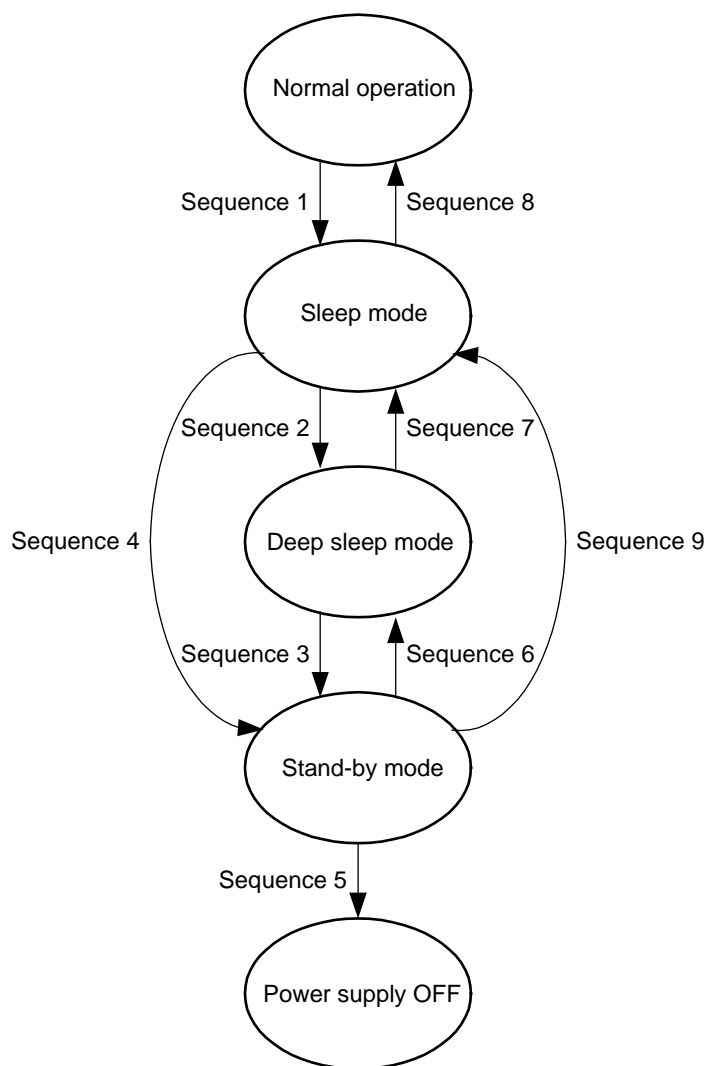 Normal operation
Sequence 1
Sequence 8
Sleep mode
Sequence 2
Sequence 7
Sequence 4
Deep sleep mode
Sequence 9
Sequence 3
Sequence 6
Stand-by mode
Sequence 5
Power supply OFF